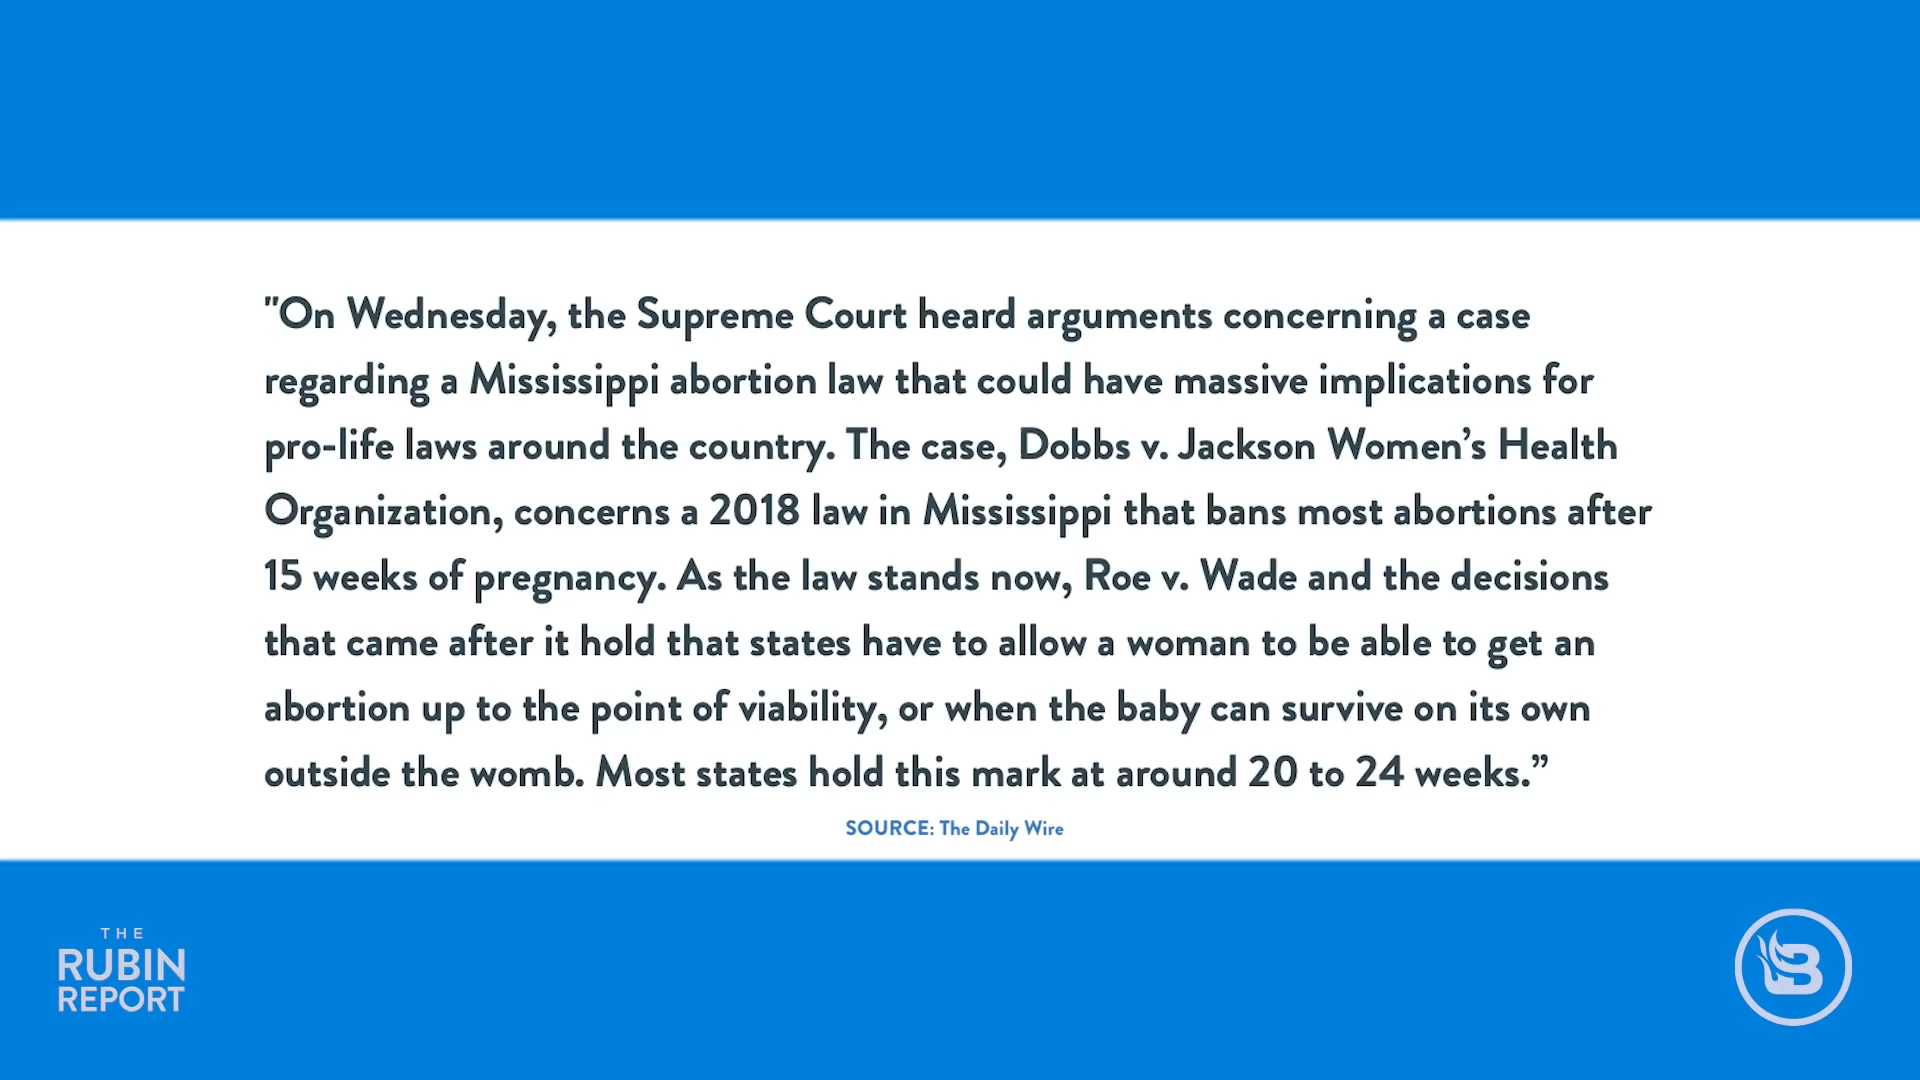 "On Wednesday, the Supreme Court heard arguments concerning a case
regarding a Mississippi abortion law that could have massive implications for
pro-life laws around the country. The case, Dobbs v. Jackson Women’s Health
Organization, concerns a 2018 law in Mississippi that bans most abortions after
15 weeks of pregnancy. As the law stands now, Roe v. Wade and the decisions
that came after it hold that states have to allow a woman to be able to get an
abortion up to the point of viability, or when the baby can survive on its own
outside the womb. Most states hold this mark at around 20 to 24 weeks.”
SOURCE: The Daily Wire
THE
RUBIN
REPORT
B